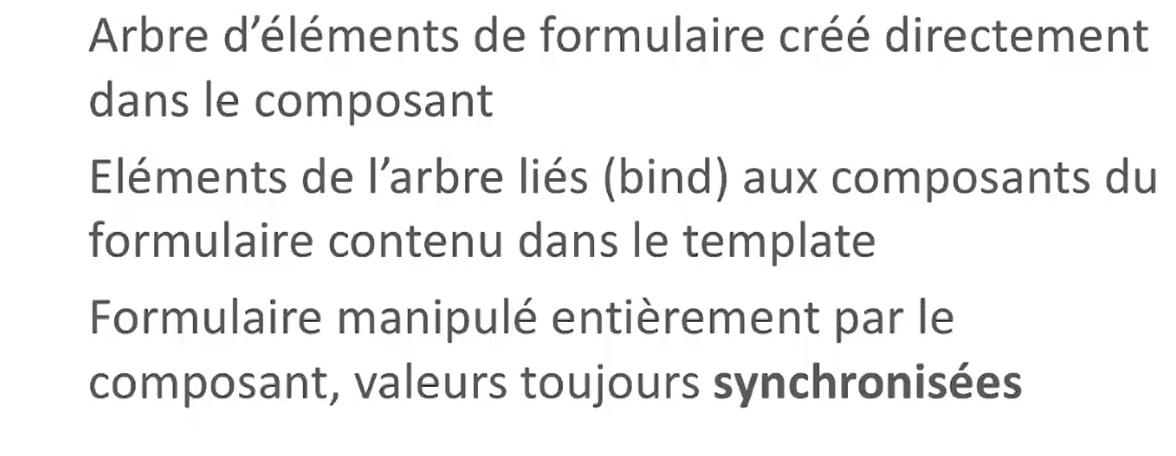 Arbre d’éléments de formulaire créé directement
dans le composant
Eléments de l’arbre liés (bind) aux composants du
formulaire contenu dans le template
Formulaire manipulé entièrement par le
composant, valeurs toujours synchronisées